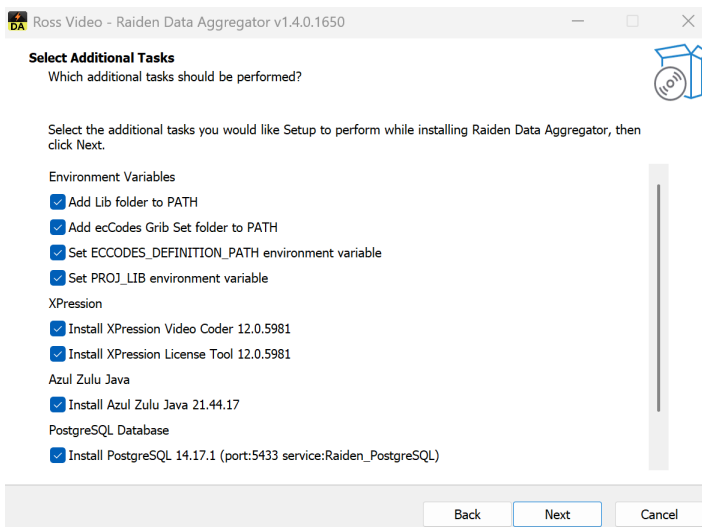 DA
Ross Video - Raiden Data Aggregator v1.4.0.1650
Select Additional Tasks
Which additional tasks should be performed?
Select the additional tasks you would like Setup to perform while installing Raiden Data Aggregator, then
click Next.
Environment Variables
Add Lib folder to PATH
Add ecCodes Grib Set folder to PATH
Set ECCODES_DEFINITION_PATH environment variable
Set PROJ_LIB environment variable
XPression
Install XPression Video Coder 12.0.5981
Install XPression License Tool 12.0.5981
Azul Zulu Java
Install Azul Zulu Java 21.44.17
PostgreSQL Database
Install PostgreSQL 14.17.1 (port:5433 service:Raiden_PostgreSQL)
Back Next Cancel